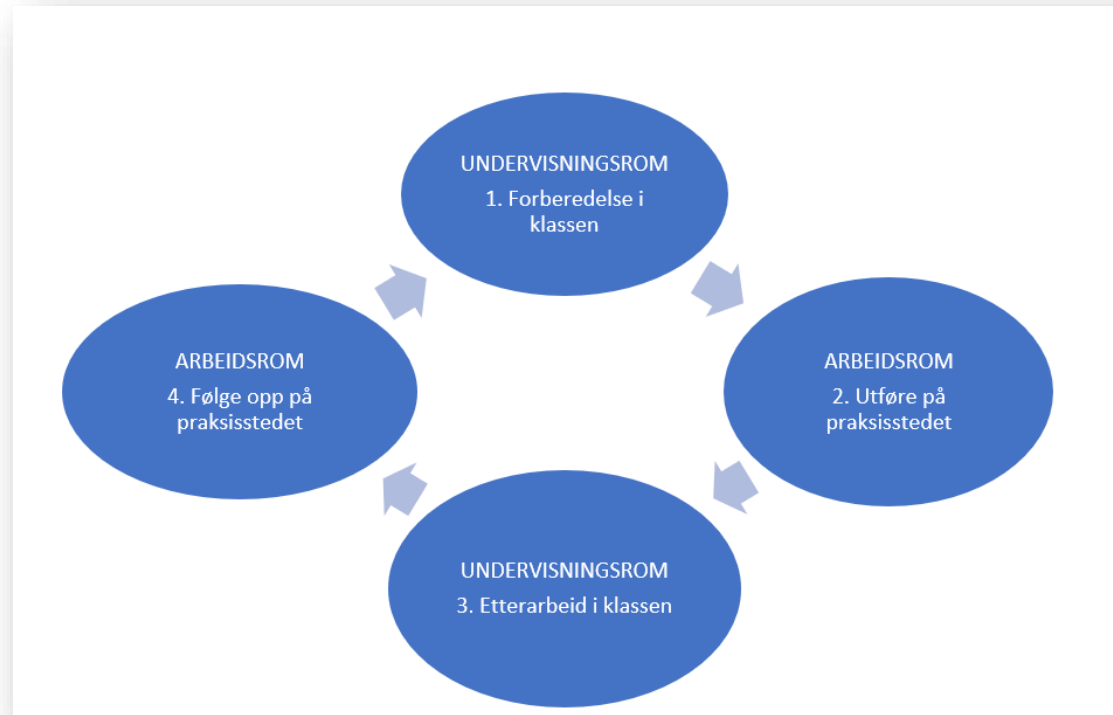 UNDERVISNINGSROM
1. Forberedelse i
klassen
ARBEIDSROM
2. Utføre på
praksisstedet
UNDERVISNINGSROM
3. Etterarbeid i klassen
ARBEIDSROM
4. Følge opp på
praksisstedet